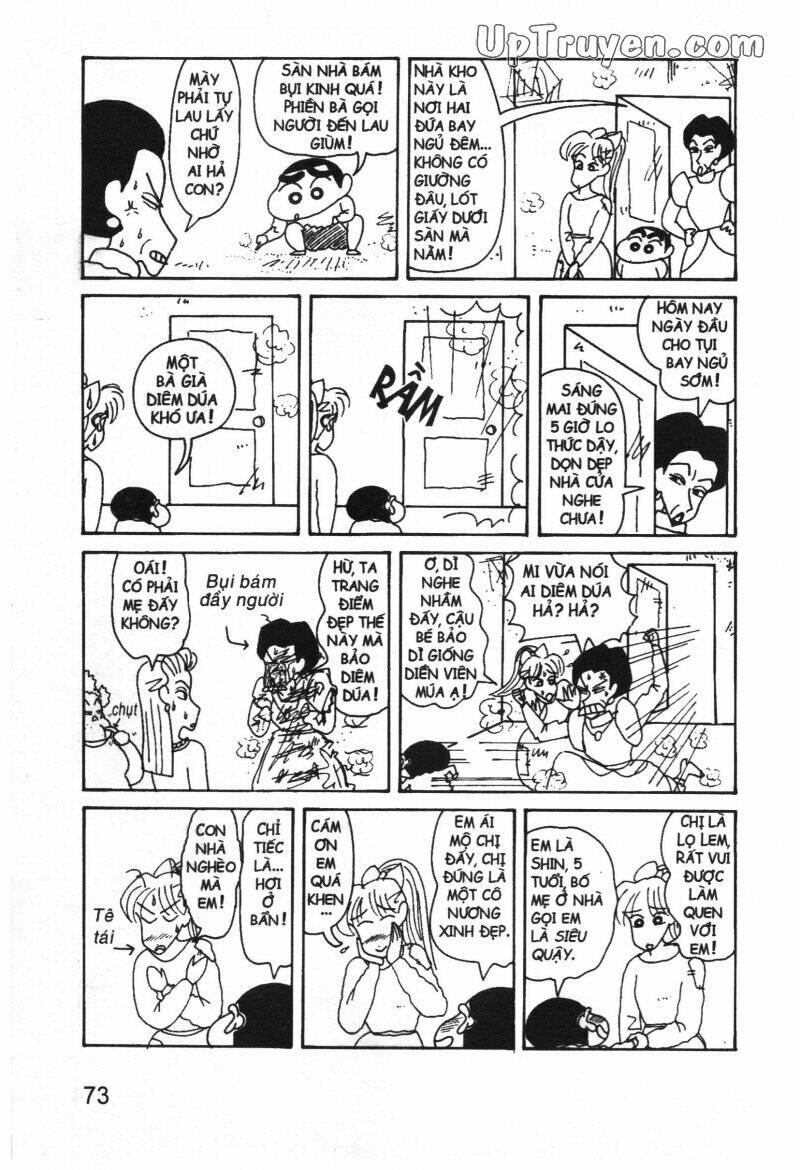 UpTruyen.com
NHÀ KHO
NÀY LÀ
NƠI HAI
ĐỨA BAY
NGỦ ĐÊM...
KHÔNG CÓ
GIƯỜNG
ĐÂU, LÓT
GIẤY DƯỚI
SÀN MÀ
NẰM!
SÀN NHÀ BÁM
BỤI KINH QUÁ!
PHIỀN BÀ GỌI
NGƯỜI ĐẾN LAU
GIÙM!
MÀY
PHẢI TỰ
LAU LẤY
CHỨ
NHỜ
AI HẢ
CON?
HÔM NAY
NGÀY ĐẦU
CHO TỤI
BAY NGỦ
SỚM!
SÁNG
MAI ĐÚNG
5 GIỜ LO
THỨC DẬY,
DỌN DẸP
NHÀ CỬA
NGHE
CHƯA!
RẦM
MỘT
BÀ GIÀ
DIÊM DÚA
KHÓ ƯA!
MI VỪA NÓI
AI DIÊM DÚA
HẢ? HẢ?
Ơ, DÌ
NGHE
NHẦM
ĐẤY, CẬU
BÉ BẢO
DÌ GIỐNG
DIỄN VIÊN
MÚA Ạ!
HỪ, TA
TRANG
ĐIỂM
ĐẸP THẾ
NÀY MÀ
BẢO
DIÊM
DÚA!
Bụi bám
đầy người
OÁI!
CÓ PHẢI
MẸ ĐẤY
KHÔNG?
chụt
CHỊ LÀ
LỌ LEM,
RẤT VUI
ĐƯỢC
LÀM
QUEN
VỚI
EM!
EM LÀ
SHIN, 5
TUỔI, BỐ
MẸ Ở NHÀ
GỌI EM
LÀ SIÊU
QUẬY.
EM ÁI
MỘ CHỊ
ĐẤY, CHỊ
ĐÚNG LÀ
MỘT CÔ
NƯƠNG
XINH ĐẸP.
CÁM
ƠN
EM
QUÁ
KHEN
...
CHỈ
TIẾC
LÀ...
HƠI
Ở
BẨN!
CON
NHÀ
NGHÈO
MÀ
EM!
Tê
tái
73